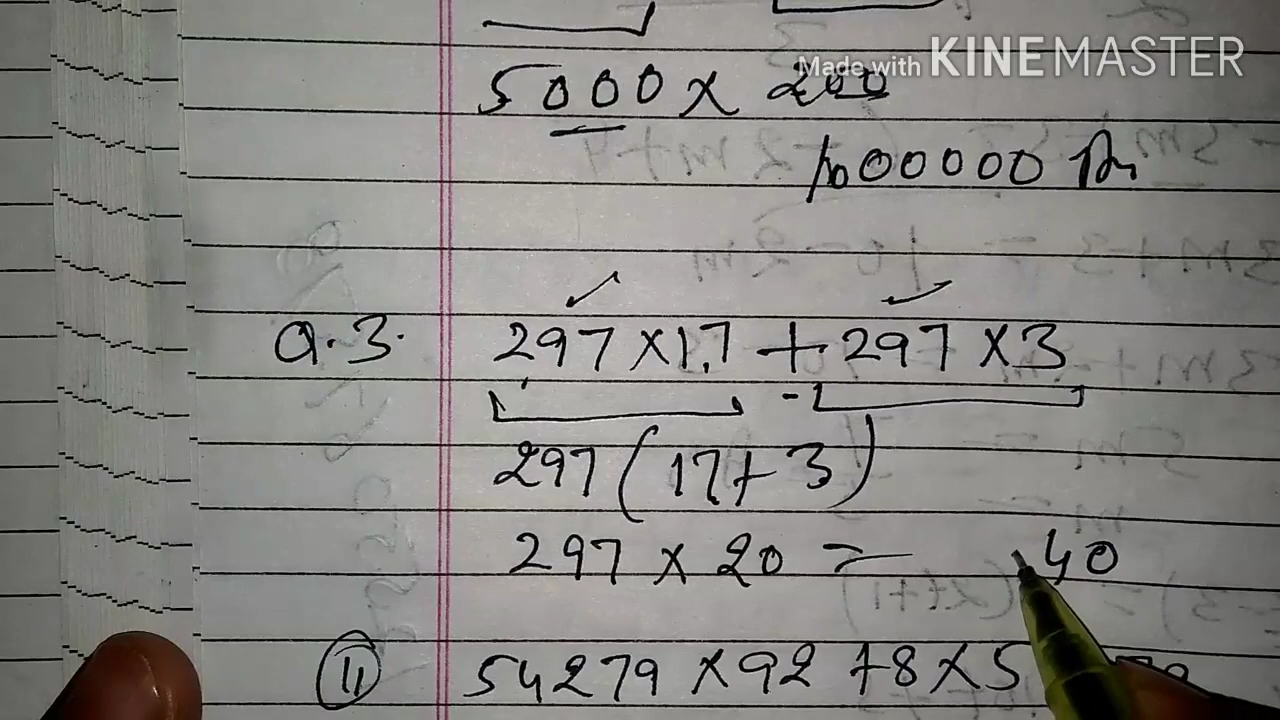 Made with KINEMASTER
5000 × 200
1000000
Q.3. 297 × 17 + 297 × 3
297 (17 + 3)
297 × 20 = 40
(11) 54279 × 92 + 8 × 5